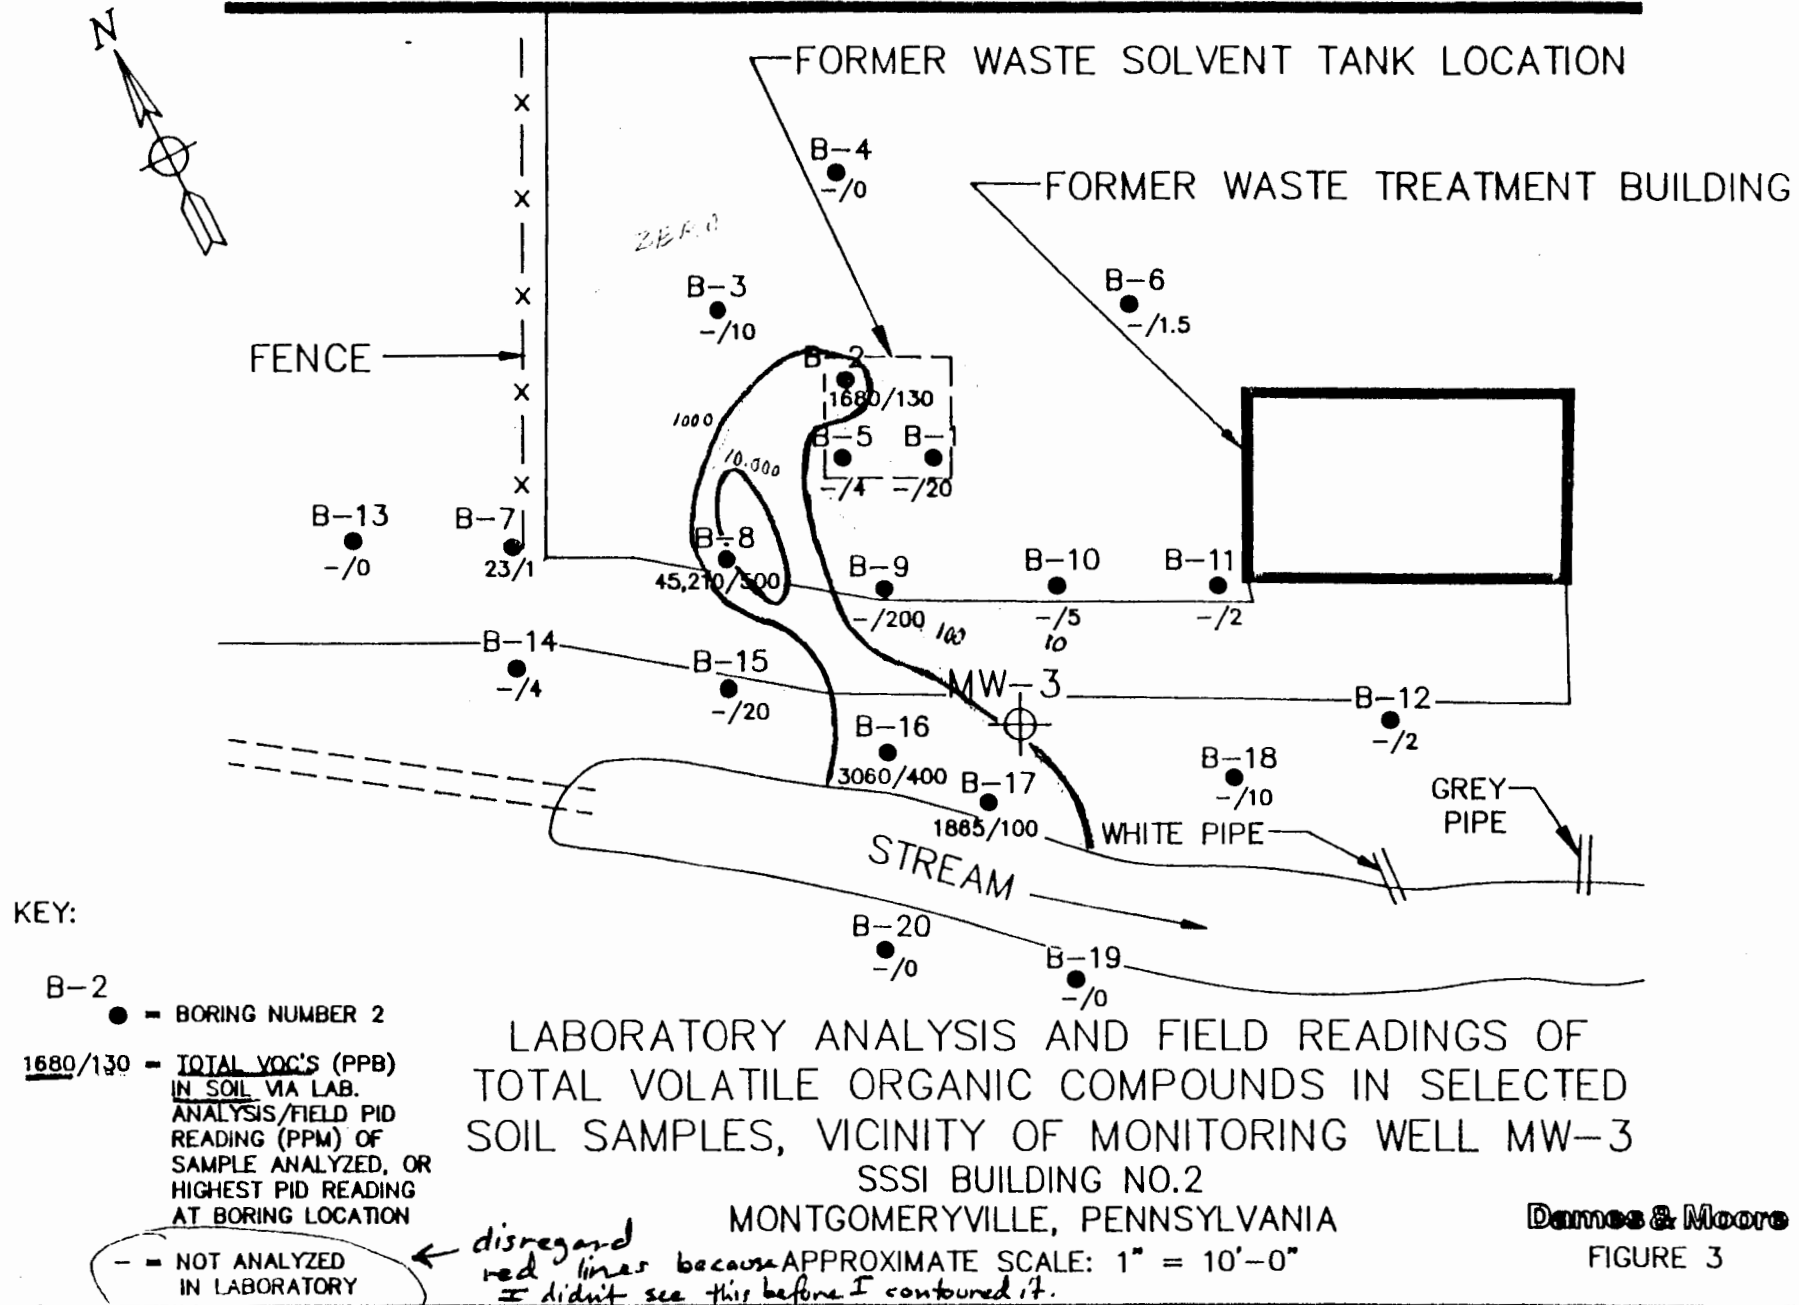 N
FORMER WASTE SOLVENT TANK LOCATION
B-4
-/0
FORMER WASTE TREATMENT BUILDING
ZERO
B-3
-/10
B-6
-/1.5
FENCE
B-2
1680/130
1000
10,000
B-5 B-1
-/4 -/20
B-13
-/0
B-7
23/1
B-8
45,210/500
B-9
-/200
100
B-10
-/5
10
B-11
-/2
B-14
-/4
B-15
-/20
MW-3
B-12
-/2
B-16
3060/400
B-17
1885/100
B-18
-/10
GREY
PIPE
WHITE PIPE
STREAM
B-20
-/0
B-19
-/0
KEY:
B-2
= BORING NUMBER 2
1680/130 = TOTAL VOC'S (PPB)
IN SOIL VIA LAB.
ANALYSIS/FIELD PID
READING (PPM) OF
SAMPLE ANALYZED, OR
HIGHEST PID READING
AT BORING LOCATION
- = NOT ANALYZED
IN LABORATORY
disregard
red lines because
I didn't see this before I contoured it.
LABORATORY ANALYSIS AND FIELD READINGS OF
TOTAL VOLATILE ORGANIC COMPOUNDS IN SELECTED
SOIL SAMPLES, VICINITY OF MONITORING WELL MW-3
SSSI BUILDING NO.2
MONTGOMERYVILLE, PENNSYLVANIA
APPROXIMATE SCALE: 1" = 10'-0"
Dames & Moore
FIGURE 3